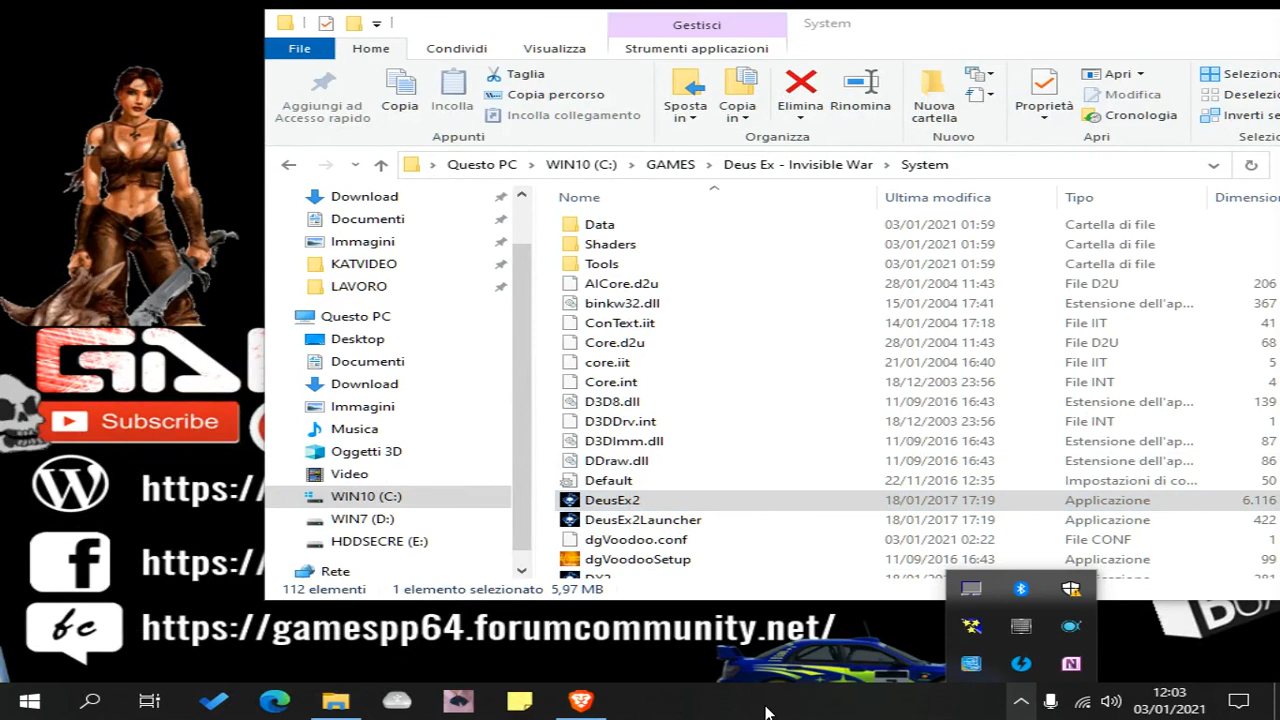 Gestisci
System
File
Home
Condividi
Visualizza
Strumenti applicazioni
Aggiungi ad
Accesso rapido
Copia
Incolla
Taglia
Copia percorso
Incolla collegamento
Appunti
Sposta
in
Copia
in
Elimina
Rinomina
Organizza
Nuova
cartella
Nuovo
Proprietà
Apri
Modifica
Cronologia
Apri
Seleziona
Deselezi
Inverti se
Selezio
Questo PC > WIN10 (C:) > GAMES > Deus Ex - Invisible War > System
Nome Ultima modifica Tipo Dimensio
Download
Documenti
Immagini
KATVIDEO
LAVORO
Questo PC
Desktop
Documenti
Download
Immagini
Musica
Oggetti 3D
Video
WIN10 (C:)
WIN7 (D:)
HDDSECRE (E:)
Rete
Data 03/01/2021 01:59 Cartella di file
Shaders 03/01/2021 01:59 Cartella di file
Tools 03/01/2021 01:59 Cartella di file
AICore.d2u 28/01/2004 11:43 File D2U 206
binkw32.dll 15/01/2004 17:41 Estensione dell'ap... 367
ConText.iit 14/01/2004 17:18 File IIT 41
Core.d2u 28/01/2004 11:43 File D2U 68
core.iit 21/01/2004 16:40 File IIT 5
Core.int 18/12/2003 23:56 File INT 4
D3D8.dll 11/09/2016 16:43 Estensione dell'ap... 139
D3DDrv.int 18/12/2003 23:56 File INT 1
D3DImm.dll 11/09/2016 16:43 Estensione dell'ap... 87
DDraw.dll 11/09/2016 16:43 Estensione dell'ap... 86
Default 22/11/2016 12:35 Impostazioni di co... 50
DeusEx2 18/01/2017 17:19 Applicazione 6.116
DeusEx2Launcher 18/01/2017 17:19 Applicazione 422
dgVoodoo.conf 03/01/2021 02:22 File CONF 1
dgVoodooSetup 11/09/2016 16:43 Applicazione 99
112 elementi 1 elemento selezionato 5,97 MB
Subscribe
https:/
https:/
https://gamespp64.forumcommunity.net/
fc
12:03
03/01/2021